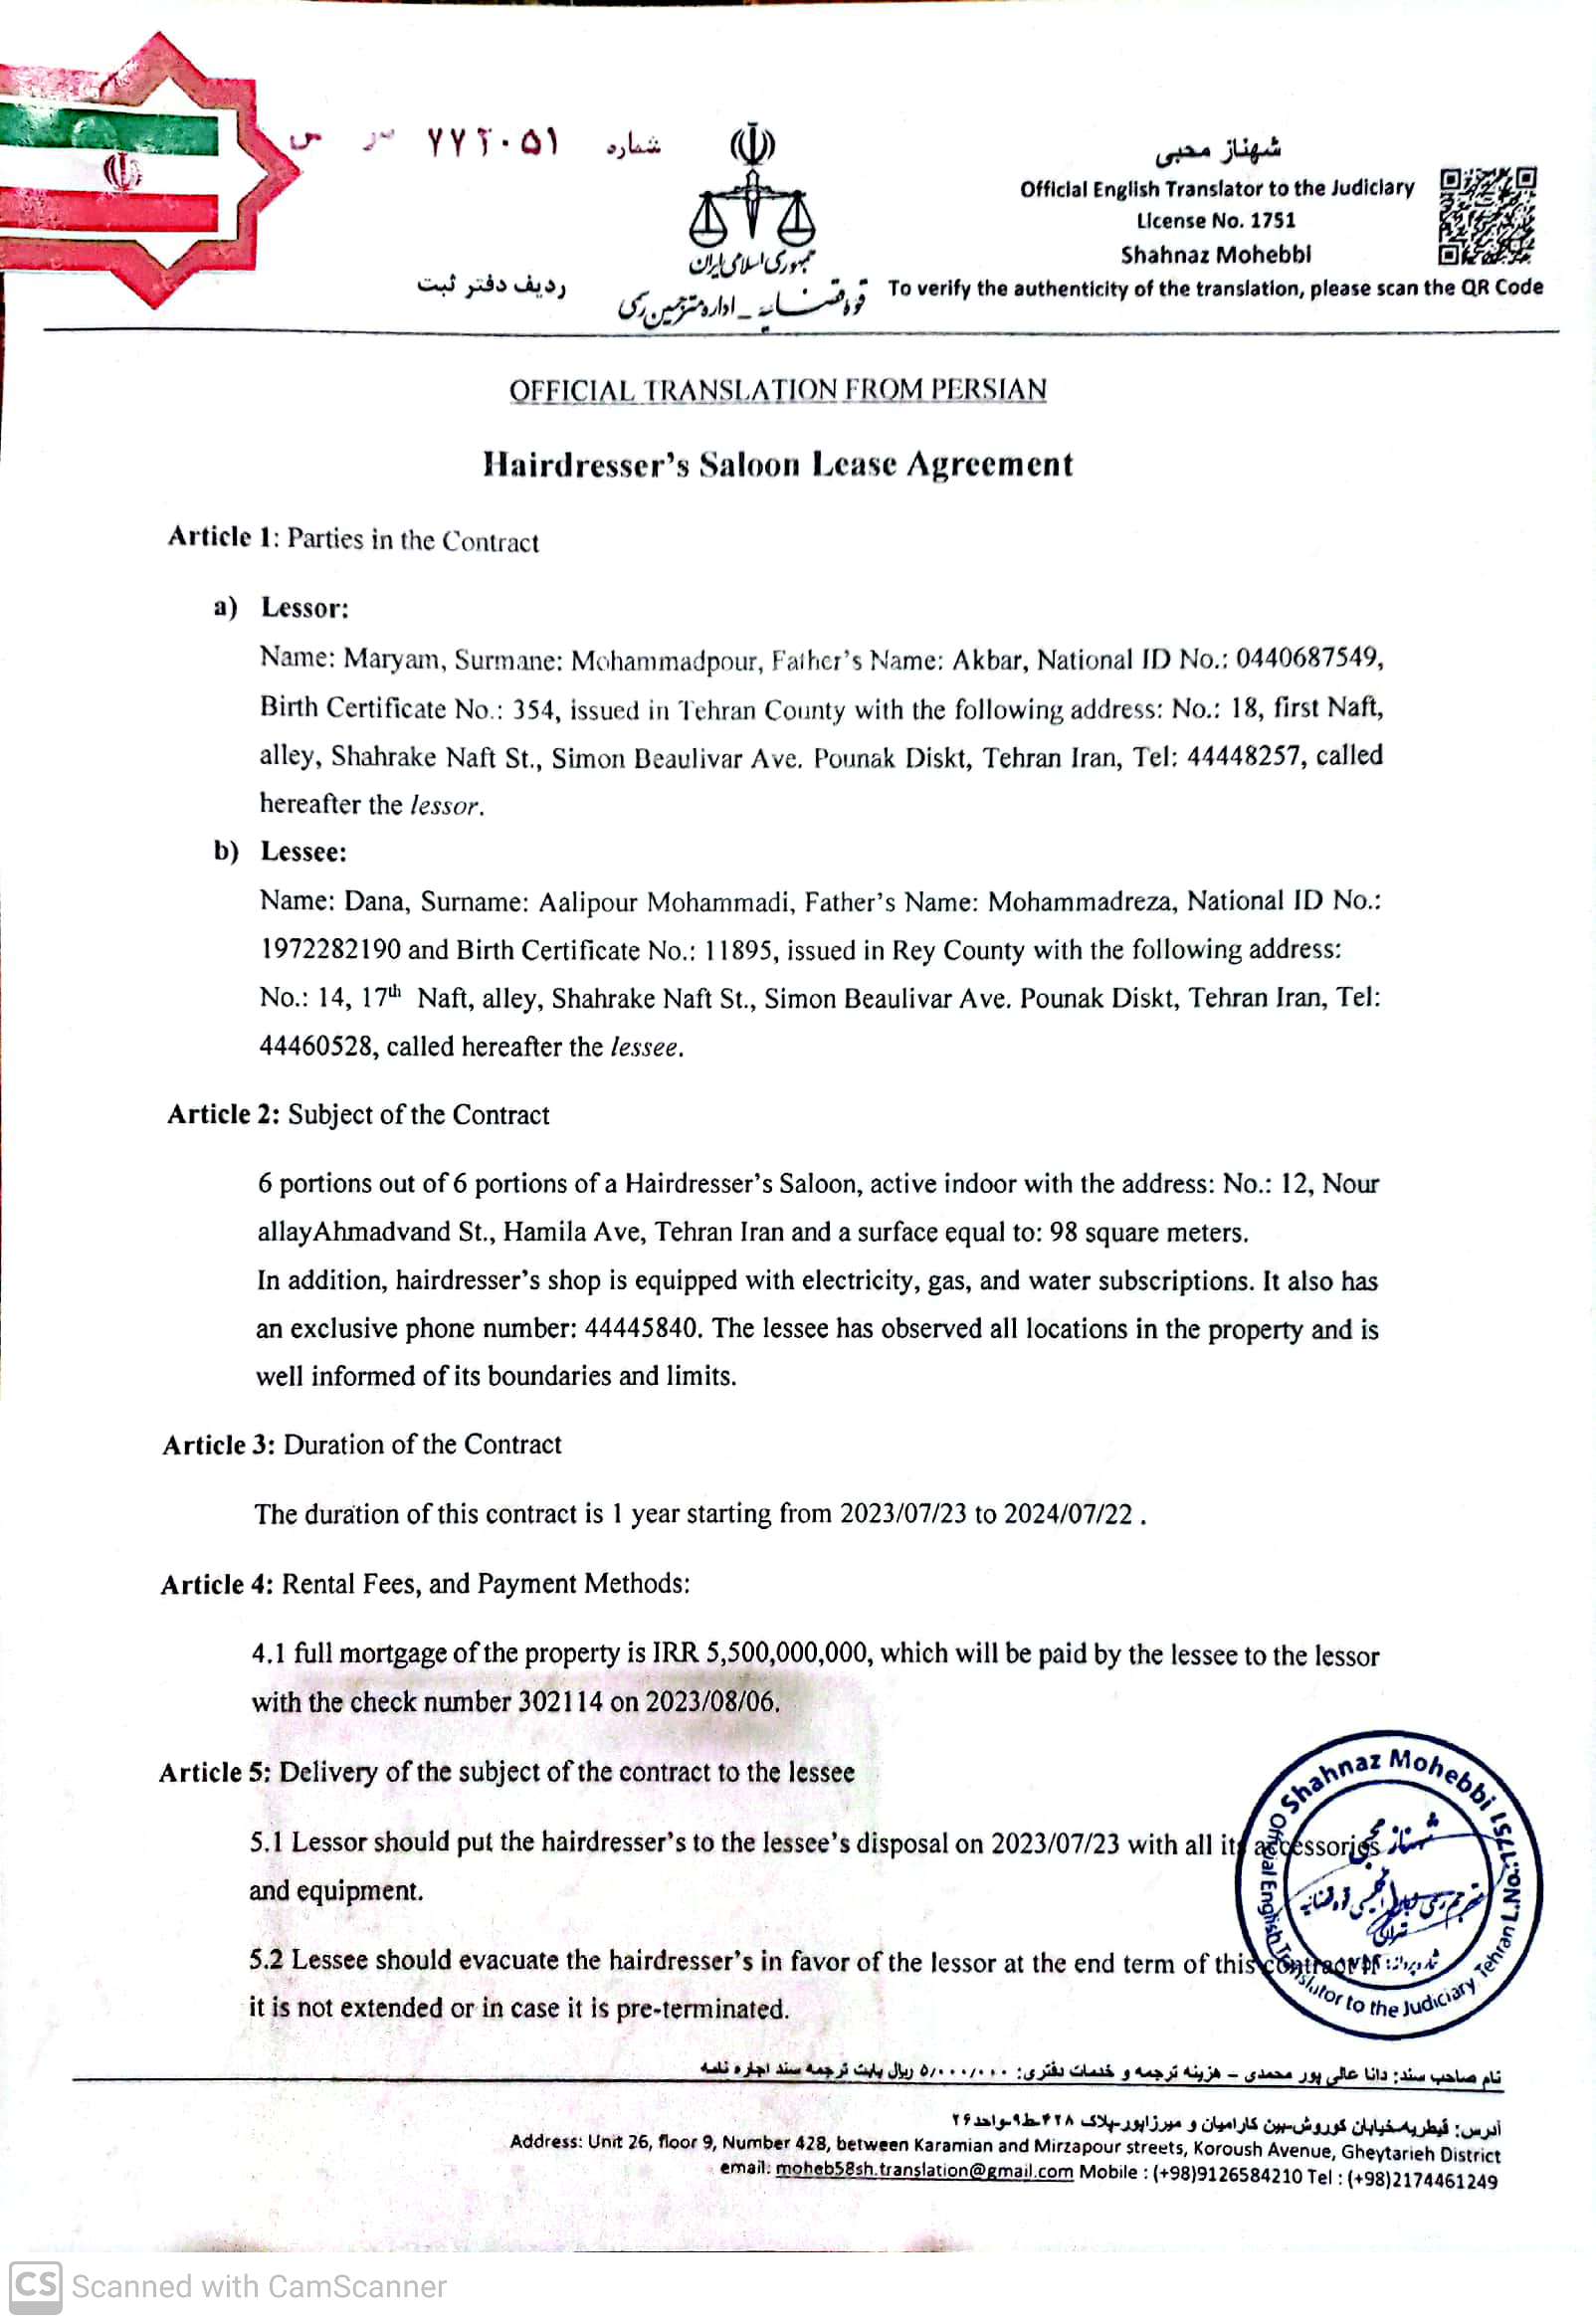 شماره ۷۷۲۰۵۱ س س
شهناز محبی
Official English Translator to the Judiciary
License No. 1751
Shahnaz Mohebbi
To verify the authenticity of the translation, please scan the QR Code
جمهوری اسلامی ایران
قوه قضائیه - اداره مترجمین رسمی
ردیف دفتر ثبت
OFFICIAL TRANSLATION FROM PERSIAN
Hairdresser's Saloon Lease Agreement
Article 1: Parties in the Contract
a) Lessor:
Name: Maryam, Surmane: Mohammadpour, Father's Name: Akbar, National ID No.: 0440687549,
Birth Certificate No.: 354, issued in Tehran County with the following address: No.: 18, first Naft,
alley, Shahrake Naft St., Simon Beaulivar Ave. Pounak Diskt, Tehran Iran, Tel: 44448257, called
hereafter the lessor.
b) Lessee:
Name: Dana, Surname: Aalipour Mohammadi, Father's Name: Mohammadreza, National ID No.:
1972282190 and Birth Certificate No.: 11895, issued in Rey County with the following address:
No.: 14, 17th Naft, alley, Shahrake Naft St., Simon Beaulivar Ave. Pounak Diskt, Tehran Iran, Tel:
44460528, called hereafter the lessee.
Article 2: Subject of the Contract
6 portions out of 6 portions of a Hairdresser's Saloon, active indoor with the address: No.: 12, Nour
allayAhmadvand St., Hamila Ave, Tehran Iran and a surface equal to: 98 square meters.
In addition, hairdresser's shop is equipped with electricity, gas, and water subscriptions. It also has
an exclusive phone number: 44445840. The lessee has observed all locations in the property and is
well informed of its boundaries and limits.
Article 3: Duration of the Contract
The duration of this contract is 1 year starting from 2023/07/23 to 2024/07/22 .
Article 4: Rental Fees, and Payment Methods:
4.1 full mortgage of the property is IRR 5,500,000,000, which will be paid by the lessee to the lessor
with the check number 302114 on 2023/08/06.
Article 5: Delivery of the subject of the contract to the lessee
5.1 Lessor should put the hairdresser's to the lessee's disposal on 2023/07/23 with all its accessories
and equipment.
5.2 Lessee should evacuate the hairdresser's in favor of the lessor at the end term of this contract if
it is not extended or in case it is pre-terminated.
Shahnaz Mohebbi L.No.:1751
Official English Translator to the Judiciary Tehran
شهناز محبی
مترجم رسمی زبان انگلیسی قوه قضائیه
تهران
نام صاحب سند: دانا عالی پور محمدی - هزینه ترجمه و خدمات دفتری: ۵/۰۰۰/۰۰۰ ریال بابت ترجمه سند اجاره نامه
آدرس: قیطریه-خیابان کوروش-بین کارامیان و میرزاپور-پلاک ۴۲۸-ط۹-واحد۲۶
Address: Unit 26, floor 9, Number 428, between Karamian and Mirzapour streets, Koroush Avenue, Gheytarieh District
email: moheb58sh.translation@gmail.com Mobile : (+98)9126584210 Tel : (+98)2174461249
CS Scanned with CamScanner